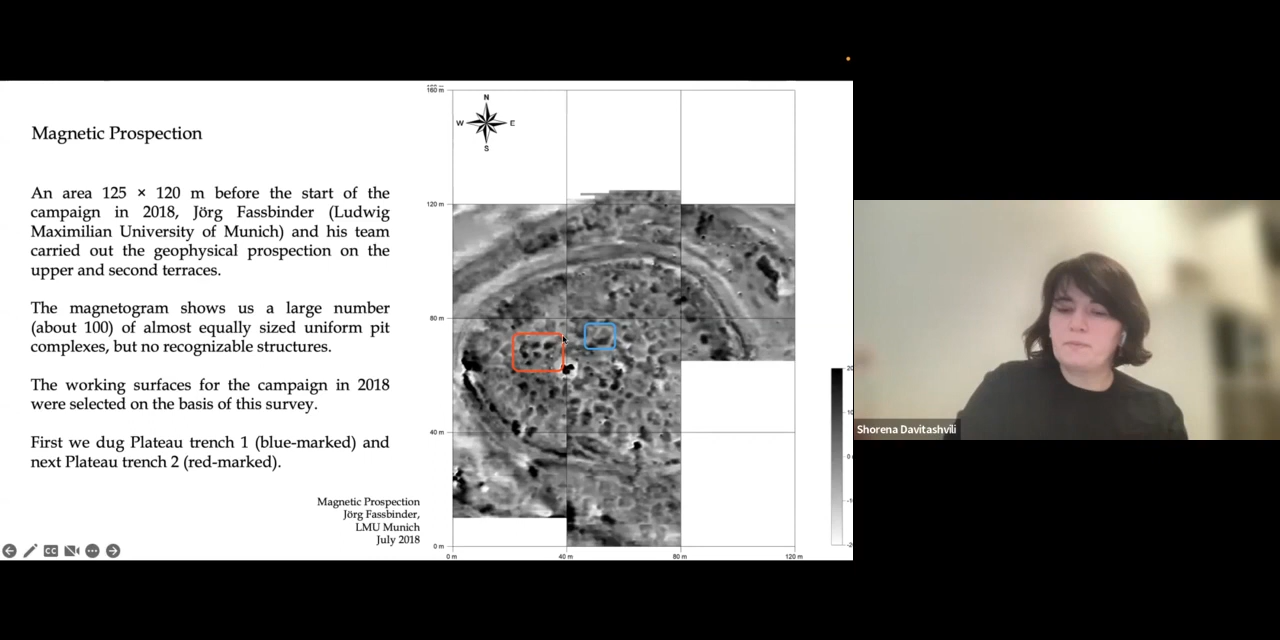 Magnetic Prospection
An area 125 × 120 m before the start of the
campaign in 2018, Jörg Fassbinder (Ludwig
Maximilian University of Munich) and his team
carried out the geophysical prospection on the
upper and second terraces.
The magnetogram shows us a large number
(about 100) of almost equally sized uniform pit
complexes, but no recognizable structures.
The working surfaces for the campaign in 2018
were selected on the basis of this survey.
First we dug Plateau trench 1 (blue-marked) and
next Plateau trench 2 (red-marked).
Magnetic Prospection
Jörg Fassbinder,
LMU Munich
July 2018
CC
160 m
N
W E
S
120 m
80 m
40 m
0 m
0 m 40 m 80 m 120 m
Shorena Davitashvili